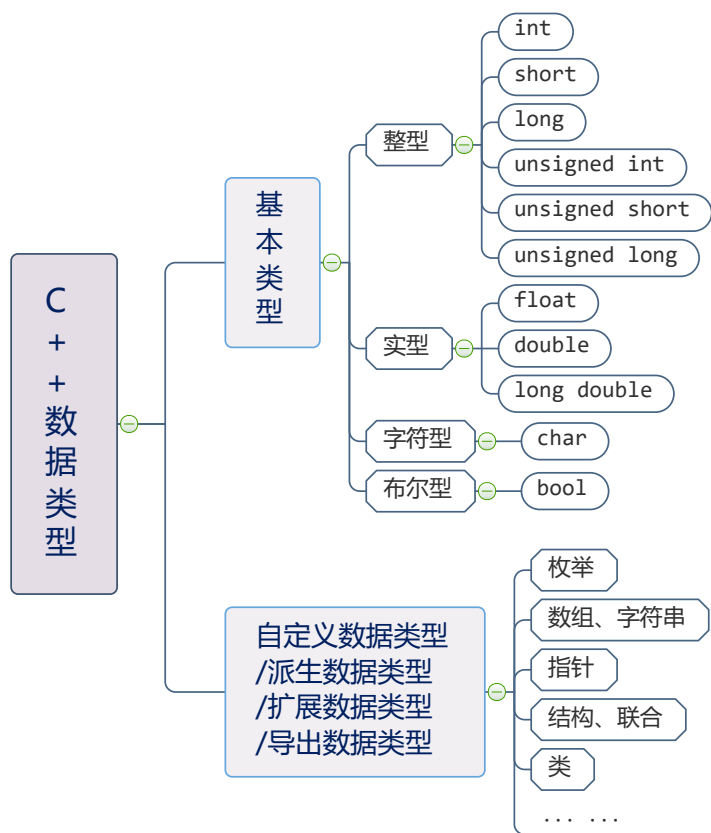 C++数据类型
基本类型
整型
int
short
long
unsigned int
unsigned short
unsigned long
实型
float
double
long double
字符型
char
布尔型
bool
自定义数据类型
/派生数据类型
/扩展数据类型
/导出数据类型
枚举
数组、字符串
指针
结构、联合
类
... ...